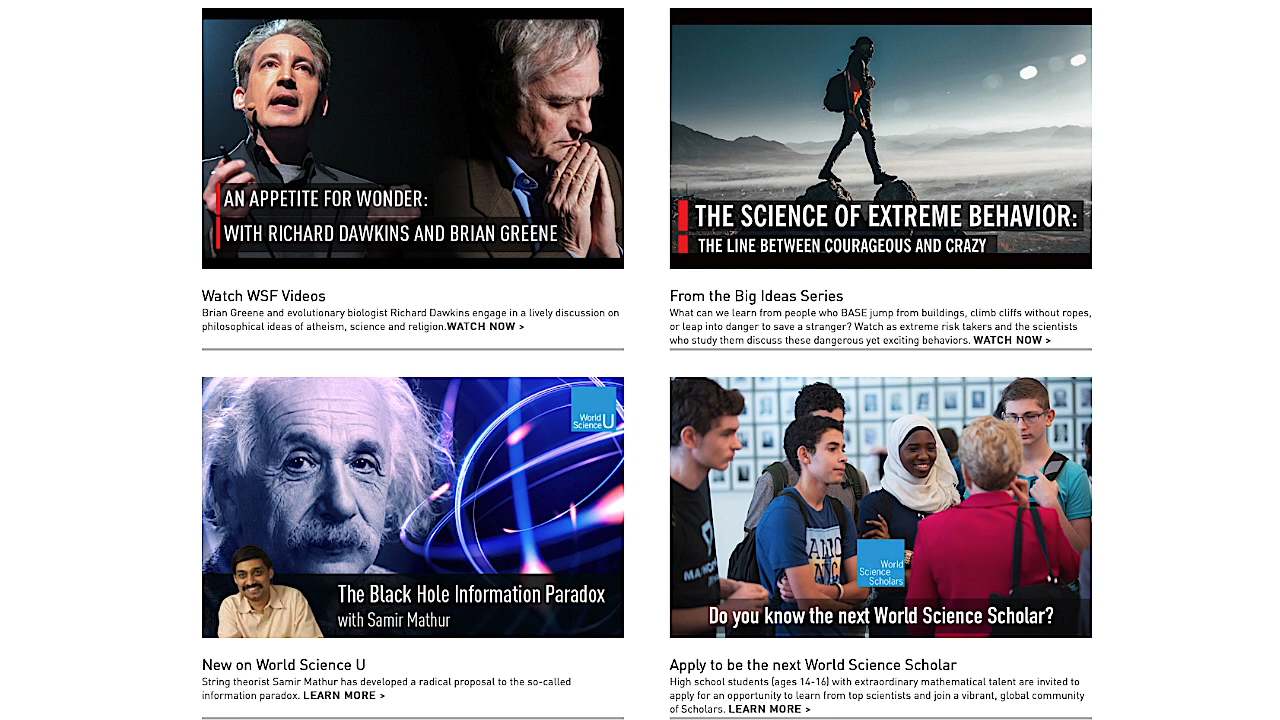 AN APPETITE FOR WONDER:
WITH RICHARD DAWKINS AND BRIAN GREENE
Watch WSF Videos
Brian Greene and evolutionary biologist Richard Dawkins engage in a lively discussion on
philosophical ideas of atheism, science and religion.WATCH NOW >
THE SCIENCE OF EXTREME BEHAVIOR:
THE LINE BETWEEN COURAGEOUS AND CRAZY
From the Big Ideas Series
What can we learn from people who BASE jump from buildings, climb cliffs without ropes,
or leap into danger to save a stranger? Watch as extreme risk takers and the scientists
who study them discuss these dangerous yet exciting behaviors. WATCH NOW >
World
Science U
The Black Hole Information Paradox
with Samir Mathur
New on World Science U
String theorist Samir Mathur has developed a radical proposal to the so-called
information paradox. LEARN MORE >
World
Science
Scholars
Do you know the next World Science Scholar?
Apply to be the next World Science Scholar
High school students (ages 14-16) with extraordinary mathematical talent are invited to
apply for an opportunity to learn from top scientists and join a vibrant, global community
of Scholars. LEARN MORE >